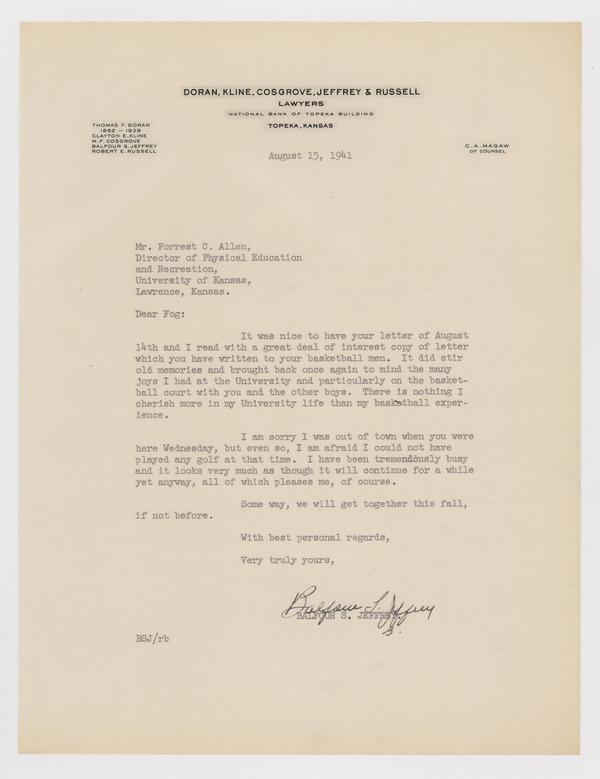 DORAN, KLINE, COSGROVE, JEFFREY & RUSSELL
LAWYERS
NATIONAL BANK OF TOPEKA BUILDING
TOPEKA, KANSAS
THOMAS F. DORAN
1862 – 1939
CLAYTON E. KLINE
H. F. COSGROVE
BALFOUR S. JEFFREY
ROBERT E. RUSSELL
C. A. MAGAW
OF COUNSEL
August 15, 1941
Mr. Forrest C. Allen,
Director of Physical Education
and Recreation,
University of Kansas,
Lawrence, Kansas.
Dear Fog:
It was nice to have your letter of August
14th and I read with a great deal of interest copy of letter
which you have written to your basketball men. It did stir
old memories and brought back once again to mind the many
joys I had at the University and particularly on the basket-
ball court with you and the other boys. There is nothing I
cherish more in my University life than my basketball exper-
ience.
I am sorry I was out of town when you were
here Wednesday, but even so, I am afraid I could not have
played any golf at that time. I have been tremendously busy
and it looks very much as though it will continue for a while
yet anyway, all of which pleases me, of course.
Some way, we will get together this fall,
if not before.
With best personal regards,
Very truly yours,
Balfour S. Jeffrey
BALFOUR S. JEFFREY
BSJ/rb